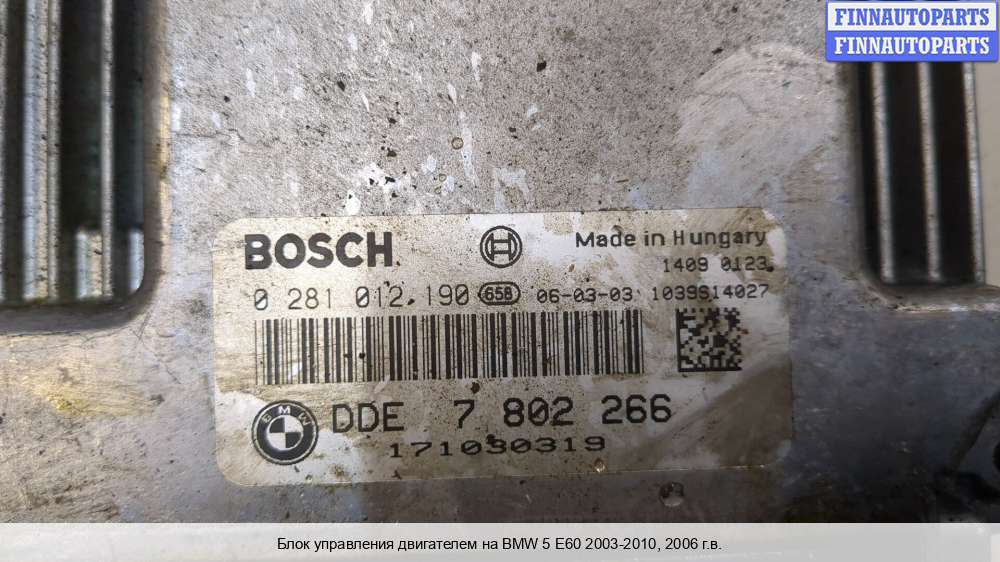 FINNAUTOPARTS
FINNAUTOPARTS
BOSCH
Made in Hungary
1409 0123
0 281 012 190 658 06-03-03 1039S14027
BMW DDE 7 802 266
171030319
Блок управления двигателем на BMW 5 E60 2003-2010, 2006 г.в.